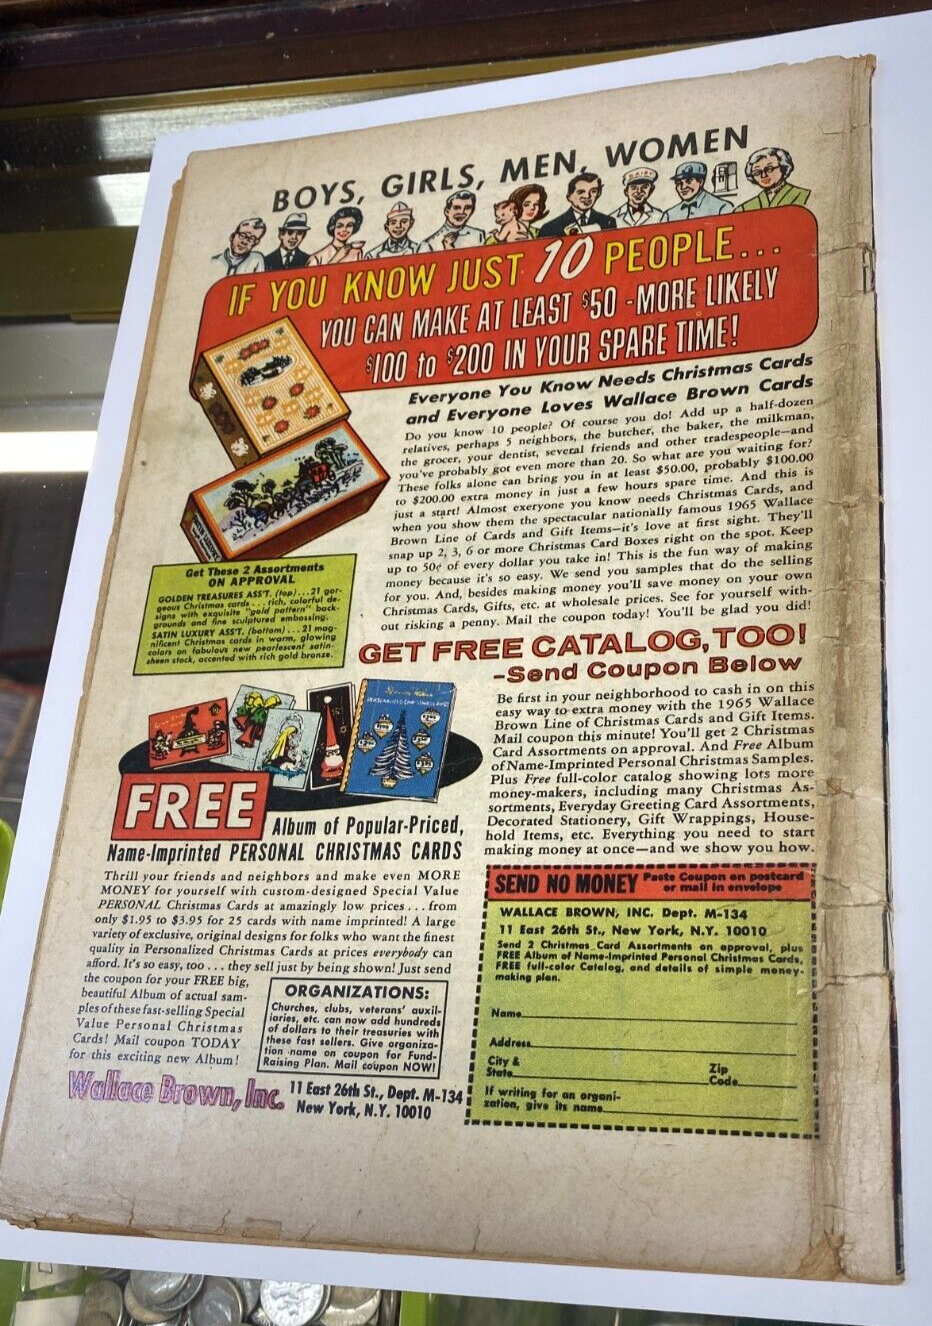 BOYS, GIRLS, MEN, WOMEN
DAIRY
IF YOU KNOW JUST 10 PEOPLE...
YOU CAN MAKE AT LEAST $50 - MORE LIKELY
$100 to $200 IN YOUR SPARE TIME!
Everyone You Know Needs Christmas Cards
and Everyone Loves Wallace Brown Cards
Do you know 10 people? Of course you do! Add up a half-dozen
relatives, perhaps 5 neighbors, the butcher, the baker, the milkman,
the grocer, your dentist, several friends and other tradespeople—and
you've probably got even more than 20. So what are you waiting for?
These folks alone can bring you in at least $50.00, probably $100.00
to $200.00 extra money in just a few hours spare time. And this is
just a start! Almost exeryone you know needs Christmas Cards, and
when you show them the spectacular nationally famous 1965 Wallace
Brown Line of Cards and Gift Items—it's love at first sight. They'll
snap up 2, 3, 6 or more Christmas Card Boxes right on the spot. Keep
up to 50¢ of every dollar you take in! This is the fun way of making
money because it's so easy. We send you samples that do the selling
for you. And, besides making money you'll save money on your own
Christmas Cards, Gifts, etc. at wholesale prices. See for yourself with-
out risking a penny. Mail the coupon today! You'll be glad you did!
Get These 2 Assortments
ON APPROVAL
GOLDEN TREASURES ASS'T. (top)...21 gor-
geous Christmas cards...rich, colorful de-
signs with exquisite "gold pattern" back-
grounds and fine sculptured embossing.
SATIN LUXURY ASS'T. (bottom)...21 mag-
nificent Christmas cards in warm, glowing
colors on fabulous new pearlescent satin-
sheen stock, accented with rich gold bronze.
GET FREE CATALOG, TOO!
-Send Coupon Below
Be first in your neighborhood to cash in on this
easy way to extra money with the 1965 Wallace
Brown Line of Christmas Cards and Gift Items.
Mail coupon this minute! You'll get 2 Christmas
Card Assortments on approval. And Free Album
of Name-Imprinted Personal Christmas Samples.
Plus Free full-color catalog showing lots more
money-makers, including many Christmas As-
sortments, Everyday Greeting Card Assortments,
Decorated Stationery, Gift Wrappings, House-
hold Items, etc. Everything you need to start
making money at once—and we show you how.
FREE
Album of Popular-Priced,
Name-Imprinted PERSONAL CHRISTMAS CARDS
Thrill your friends and neighbors and make even MORE
MONEY for yourself with custom-designed Special Value
PERSONAL Christmas Cards at amazingly low prices...from
only $1.95 to $3.95 for 25 cards with name imprinted! A large
variety of exclusive, original designs for folks who want the finest
quality in Personalized Christmas Cards at prices everybody can
afford. It's so easy, too...they sell just by being shown! Just send
the coupon for your FREE big,
beautiful Album of actual sam-
ples of these fast-selling Special
Value Personal Christmas
Cards! Mail coupon TODAY
for this exciting new Album!
ORGANIZATIONS:
Churches, clubs, veterans' auxil-
iaries, etc. can now add hundreds
of dollars to their treasuries with
these fast sellers. Give organiza-
tion name on coupon for Fund-
Raising Plan. Mail coupon NOW!
Wallace Brown, Inc.
11 East 26th St., Dept. M-134
New York, N.Y. 10010
SEND NO MONEY Paste Coupon on postcard
or mail in envelope
WALLACE BROWN, INC. Dept. M-134
11 East 26th St., New York, N.Y. 10010
Send 2 Christmas Card Assortments on approval, plus
FREE Album of Name-Imprinted Personal Christmas Cards,
FREE full-color Catalog, and details of simple money-
making plan.
Name
Address
City &
State
Zip
Code
If writing for an organi-
zation, give its name